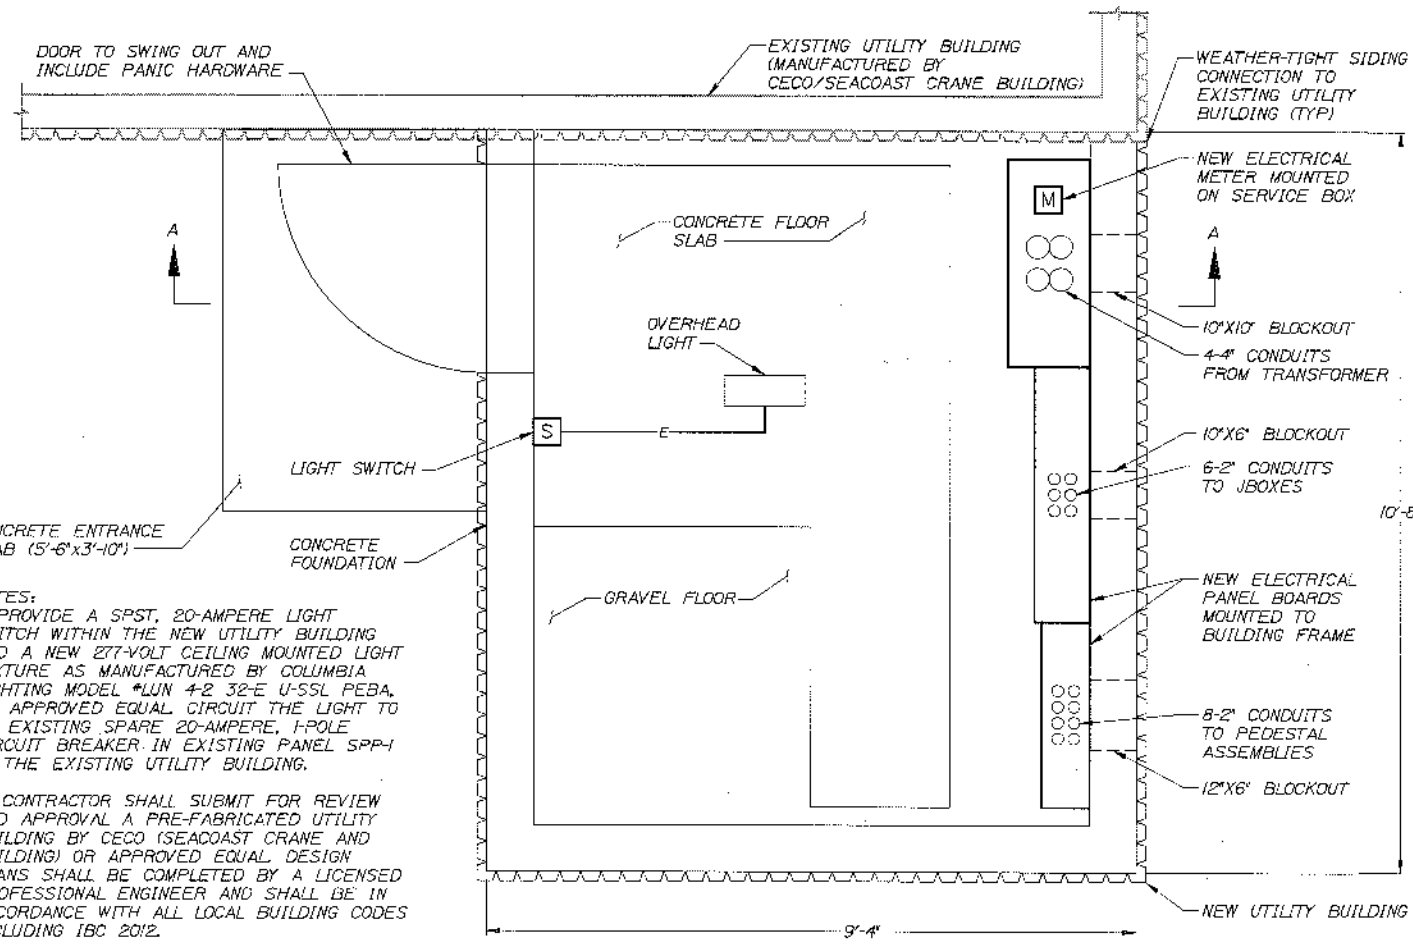 DOOR TO SWING OUT AND
INCLUDE PANIC HARDWARE
EXISTING UTILITY BUILDING
(MANUFACTURED BY
CECO/SEACOAST CRANE BUILDING)
WEATHER-TIGHT SIDING
CONNECTION TO
EXISTING UTILITY
BUILDING (TYP)
NEW ELECTRICAL
METER MOUNTED
ON SERVICE BOX
M
A
A
CONCRETE FLOOR
SLAB
OVERHEAD
LIGHT
10"X10" BLOCKOUT
4-4" CONDUITS
FROM TRANSFORMER
S
E
LIGHT SWITCH
10"X6" BLOCKOUT
6-2" CONDUITS
TO JBOXES
10'-8
NCRETE ENTRANCE
AB (5'-6"x3'-10")
CONCRETE
FOUNDATION
GRAVEL FLOOR
NEW ELECTRICAL
PANEL BOARDS
MOUNTED TO
BUILDING FRAME
8-2" CONDUITS
TO PEDESTAL
ASSEMBLIES
12"X6" BLOCKOUT
NEW UTILITY BUILDING
9'-4"
TES:
PROVIDE A SPST, 20-AMPERE LIGHT
ITCH WITHIN THE NEW UTILITY BUILDING
D A NEW 277-VOLT CEILING MOUNTED LIGHT
XTURE AS MANUFACTURED BY COLUMBIA
GHTING MODEL #LUN 4-2 32-E U-SSL PEBA,
APPROVED EQUAL. CIRCUIT THE LIGHT TO
EXISTING SPARE 20-AMPERE, 1-POLE
RCUIT BREAKER IN EXISTING PANEL SPP-1
THE EXISTING UTILITY BUILDING.
CONTRACTOR SHALL SUBMIT FOR REVIEW
D APPROVAL A PRE-FABRICATED UTILITY
ILDING BY CECO (SEACOAST CRANE AND
ILDING) OR APPROVED EQUAL. DESIGN
ANS SHALL BE COMPLETED BY A LICENSED
OFESSIONAL ENGINEER AND SHALL BE IN
CORDANCE WITH ALL LOCAL BUILDING CODES
CLUDING IBC 2012.